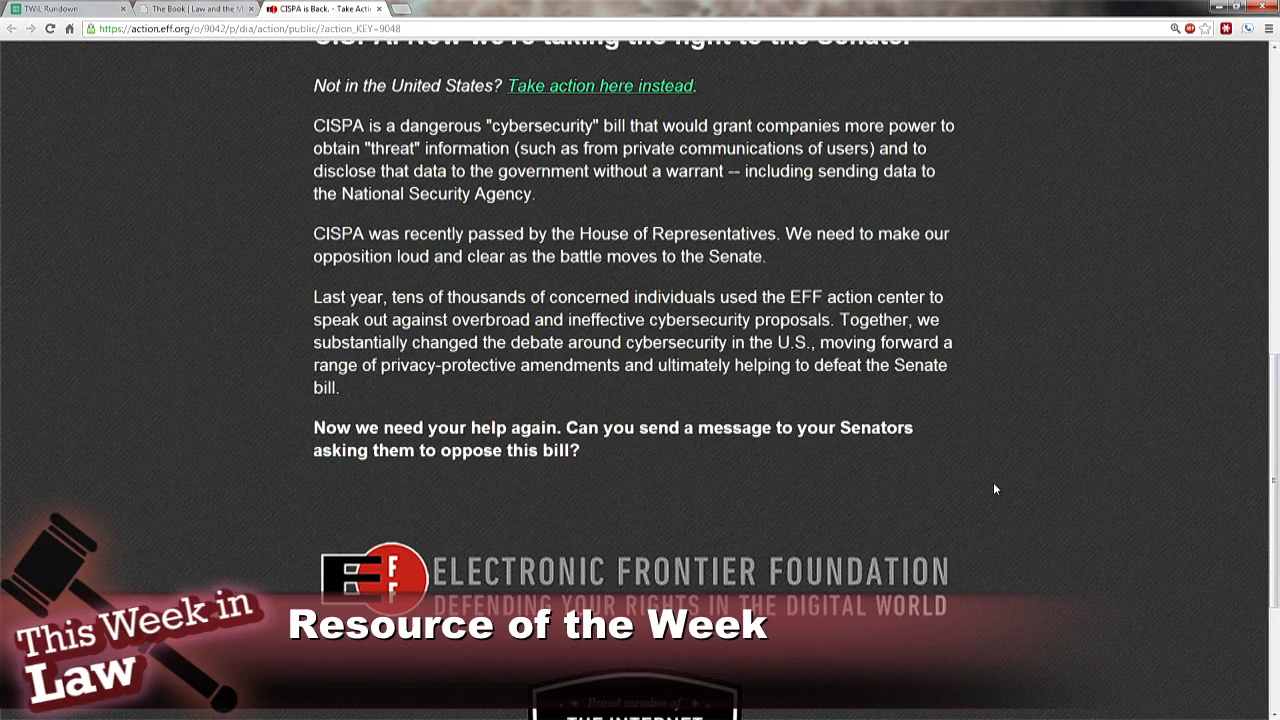 TWiL Rundown
The Book | Law and the M
CISPA is Back. - Take Actio
https://action.eff.org/o/9042/p/dia/action/public/?action_KEY=9048
CISPA. Now we're taking the fight to the Senate.
Not in the United States? Take action here instead.
CISPA is a dangerous "cybersecurity" bill that would grant companies more power to
obtain "threat" information (such as from private communications of users) and to
disclose that data to the government without a warrant -- including sending data to
the National Security Agency.
CISPA was recently passed by the House of Representatives. We need to make our
opposition loud and clear as the battle moves to the Senate.
Last year, tens of thousands of concerned individuals used the EFF action center to
speak out against overbroad and ineffective cybersecurity proposals. Together, we
substantially changed the debate around cybersecurity in the U.S., moving forward a
range of privacy-protective amendments and ultimately helping to defeat the Senate
bill.
Now we need your help again. Can you send a message to your Senators
asking them to oppose this bill?
EFF
ELECTRONIC FRONTIER FOUNDATION
DEFENDING YOUR RIGHTS IN THE DIGITAL WORLD
This Week in
Law
Resource of the Week
Proud member of
THE INTERNET